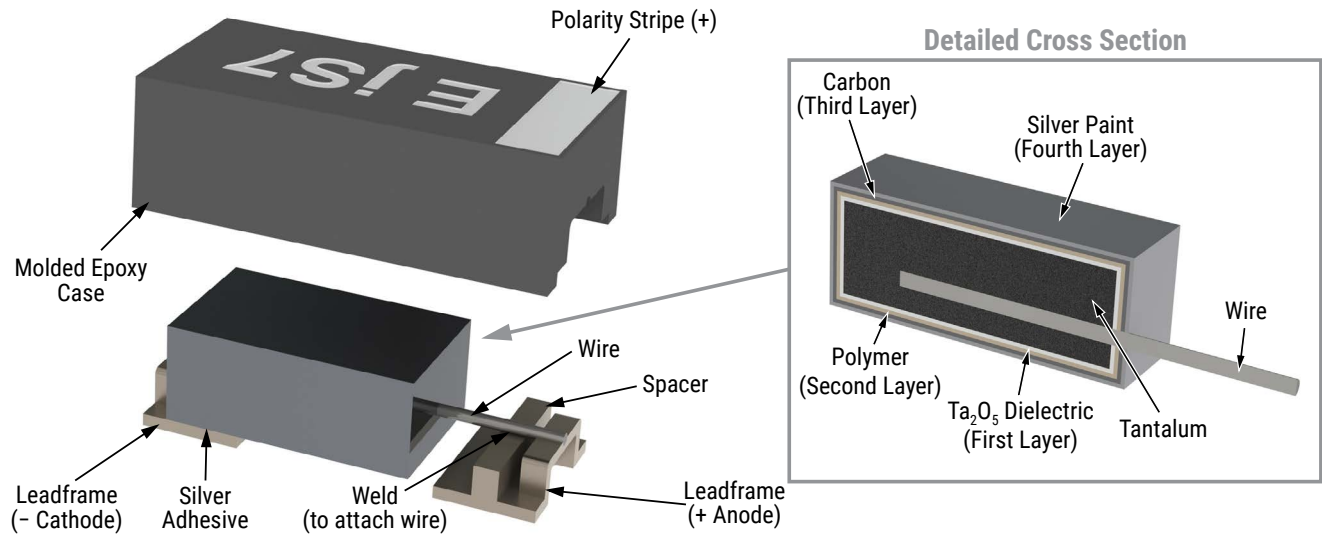 Polarity Stripe (+)
E js7
Molded Epoxy
Case
Wire
Spacer
Leadframe
(− Cathode)
Silver
Adhesive
Weld
(to attach wire)
Leadframe
(+ Anode)
Detailed Cross Section
Carbon
(Third Layer)
Silver Paint
(Fourth Layer)
Wire
Polymer
(Second Layer)
Ta₂O₅ Dielectric
(First Layer)
Tantalum